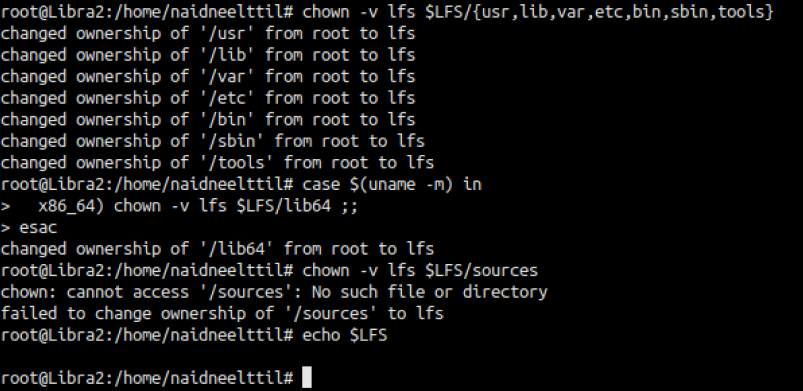 root@Libra2:/home/naidneelttil# chown -v lfs $LFS/{usr,lib,var,etc,bin,sbin,tools}
changed ownership of '/usr' from root to lfs
changed ownership of '/lib' from root to lfs
changed ownership of '/var' from root to lfs
changed ownership of '/etc' from root to lfs
changed ownership of '/bin' from root to lfs
changed ownership of '/sbin' from root to lfs
changed ownership of '/tools' from root to lfs
root@Libra2:/home/naidneelttil# case $(uname -m) in
>   x86_64) chown -v lfs $LFS/lib64 ;;
> esac
changed ownership of '/lib64' from root to lfs
root@Libra2:/home/naidneelttil# chown -v lfs $LFS/sources
chown: cannot access '/sources': No such file or directory
failed to change ownership of '/sources' to lfs
root@Libra2:/home/naidneelttil# echo $LFS

root@Libra2:/home/naidneelttil#